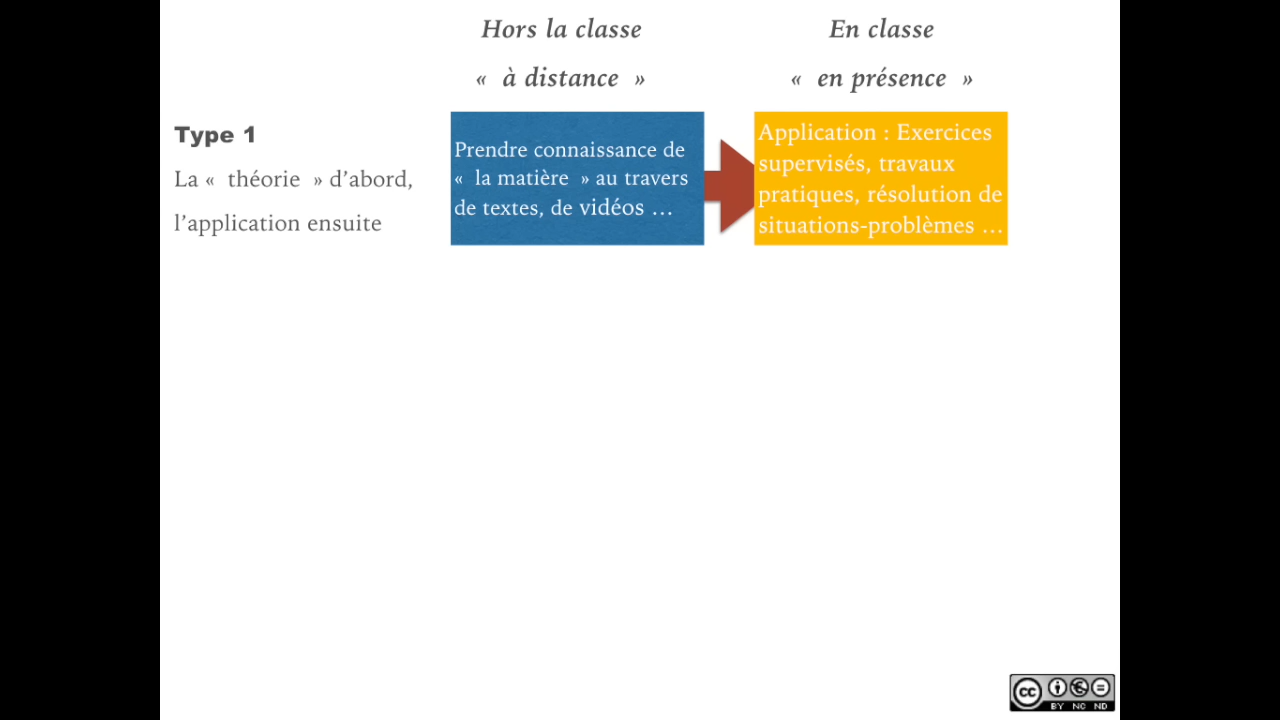 Hors la classe
«  à distance  »
En classe
«  en présence  »
Type 1
La «  théorie  » d’abord,
l’application ensuite
Prendre connaissance de
«  la matière  » au travers
de textes, de vidéos …
Application : Exercices
supervisés, travaux
pratiques, résolution de
situations-problèmes …
cc
BY NC ND